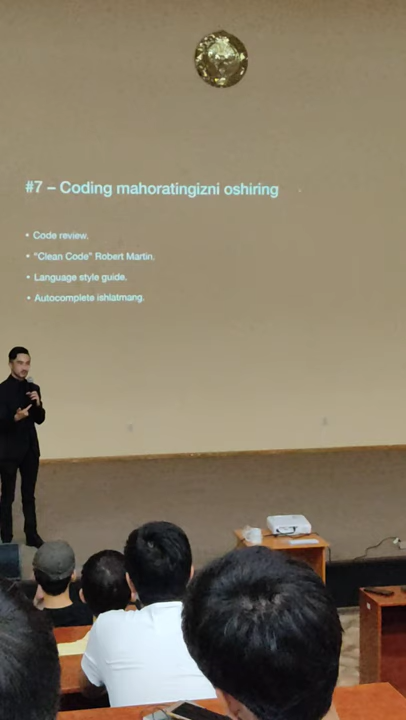 #7 – Coding mahoratingizni oshiring
• Code review.
• "Clean Code" Robert Martin.
• Language style guide.
• Autocomplete ishlatmang.